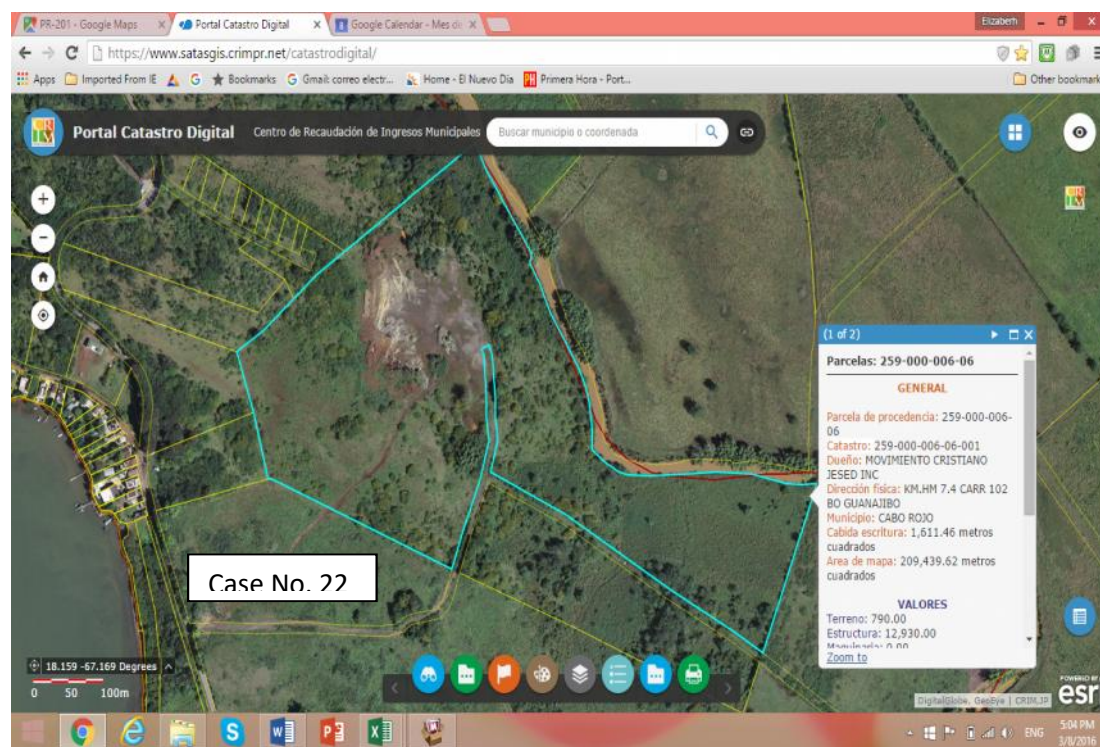 PR-201 - Google Maps
Portal Catastro Digital
Google Calendar - Mes de
Elizabeth
https://www.satasgis.crimpr.net/catastrodigital/
Apps
Imported From IE
Bookmarks
Gmail: correo electr...
Home - El Nuevo Dia
Primera Hora - Port...
Other bookmark
Portal Catastro Digital
Centro de Recaudación de Ingresos Municipales
Buscar municipio o coordenada
(1 of 2)
Parcelas: 259-000-006-06
GENERAL
Parcela de procedencia: 259-000-006-
06
Catastro: 259-000-006-06-001
Dueño: MOVIMIENTO CRISTIANO
JESED INC
Dirección física: KM.HM 7.4 CARR 102
BO GUANAJIBO
Municipio: CABO ROJO
Cabida escritura: 1,611.46 metros
cuadrados
Area de mapa: 209,439.62 metros
cuadrados
VALORES
Terreno: 790.00
Estructura: 12,930.00
Maquinaria: 0.00
Zoom to
Case No. 22
18.159 -67.169 Degrees
0 50 100m
DigitalGlobe, GeoEye | CRIM,JP
POWERED BY
esri
ENG
5:04 PM
3/8/2016